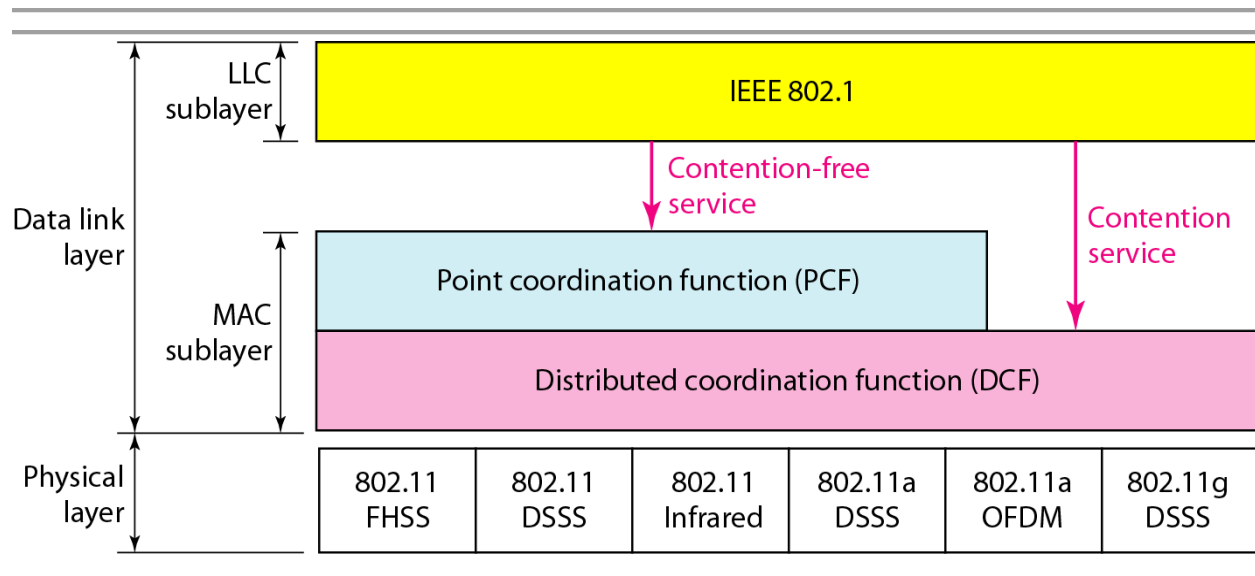 LLC
sublayer
IEEE 802.1
Contention-free
service
Contention
service
Data link
layer
Point coordination function (PCF)
MAC
sublayer
Distributed coordination function (DCF)
Physical
layer
802.11
FHSS
802.11
DSSS
802.11
Infrared
802.11a
DSSS
802.11a
OFDM
802.11g
DSSS